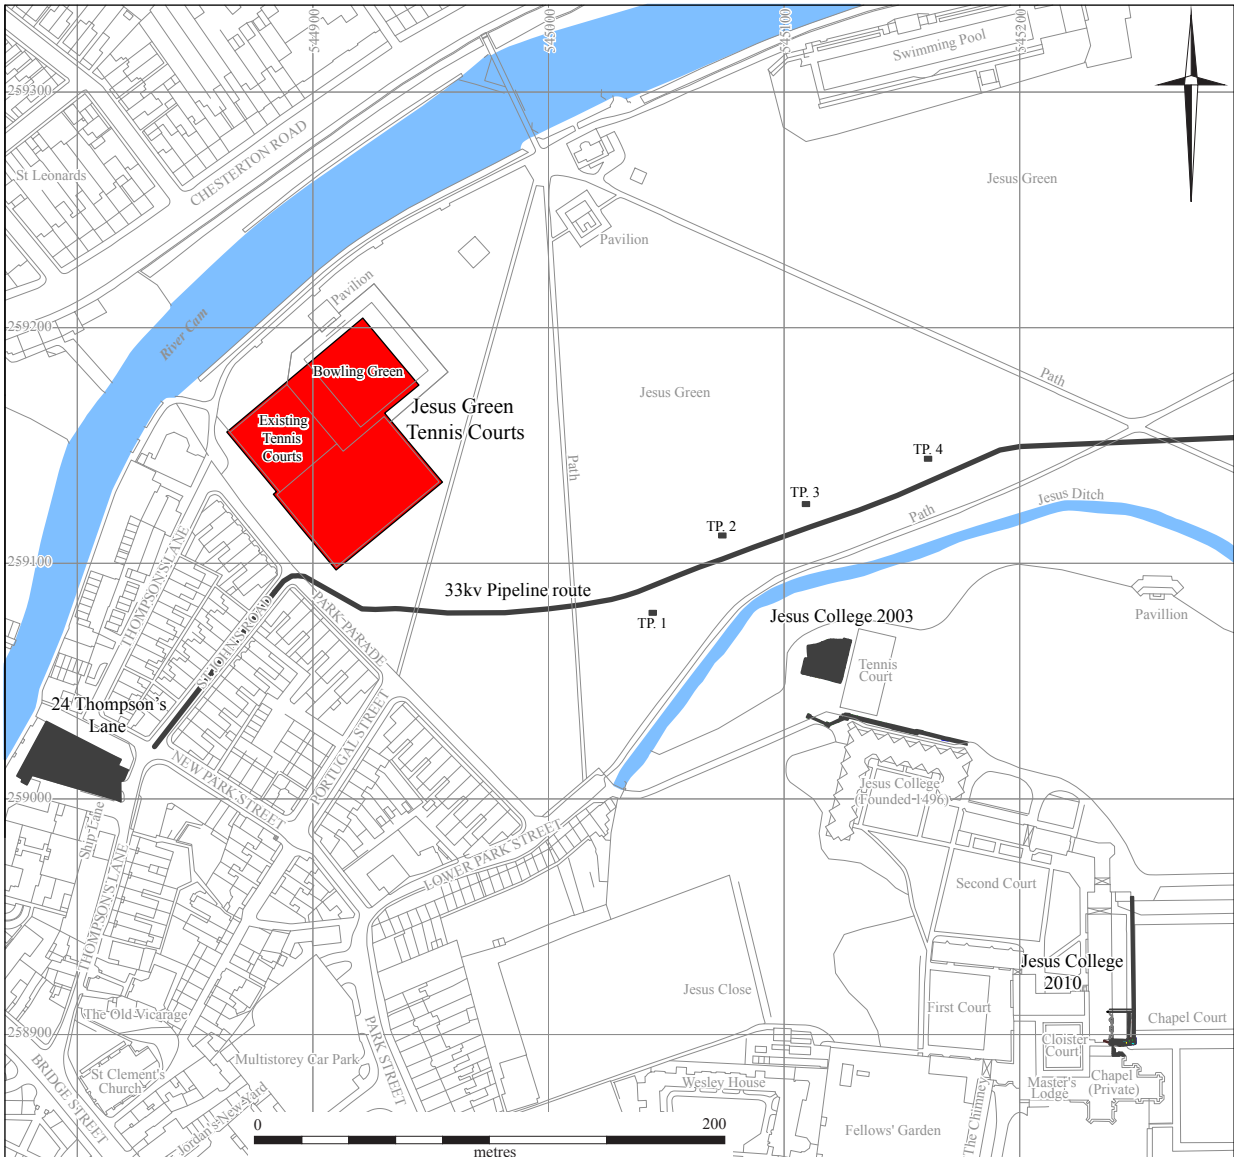 544900
545000
545100
545200
Swimming Pool
259300
CHESTERTON ROAD
St Leonards
Jesus Green
Pavilion
Pavilion
River Cam
259200
Bowling Green
Jesus Green
Tennis Courts
Existing
Tennis
Courts
Jesus Green
Path
Path
TP. 4
TP. 3
TP. 2
Jesus Ditch
Path
259100
THOMPSON'S LANE
33kv Pipeline route
TP. 1
ST. JOHN'S ROAD
PARK PARADE
Jesus College 2003
Pavillion
Tennis
Court
24 Thompson's
Lane
PORTUGAL STREET
NEW PARK STREET
Jesus College
(Founded 1496)
259000
Ship Lane
LOWER PARK STREET
THOMPSON'S LANE
Second Court
Jesus College
2010
Jesus Close
First Court
Chapel Court
The Old Vicarage
258900
Cloister
Court
PARK STREET
Multistorey Car Park
BRIDGE STREET
St Clement's
Church
Wesley House
Master's
Lodge
Chapel
(Private)
Jordan's New Yard
The Chimney
Fellows' Garden
0
200
metres